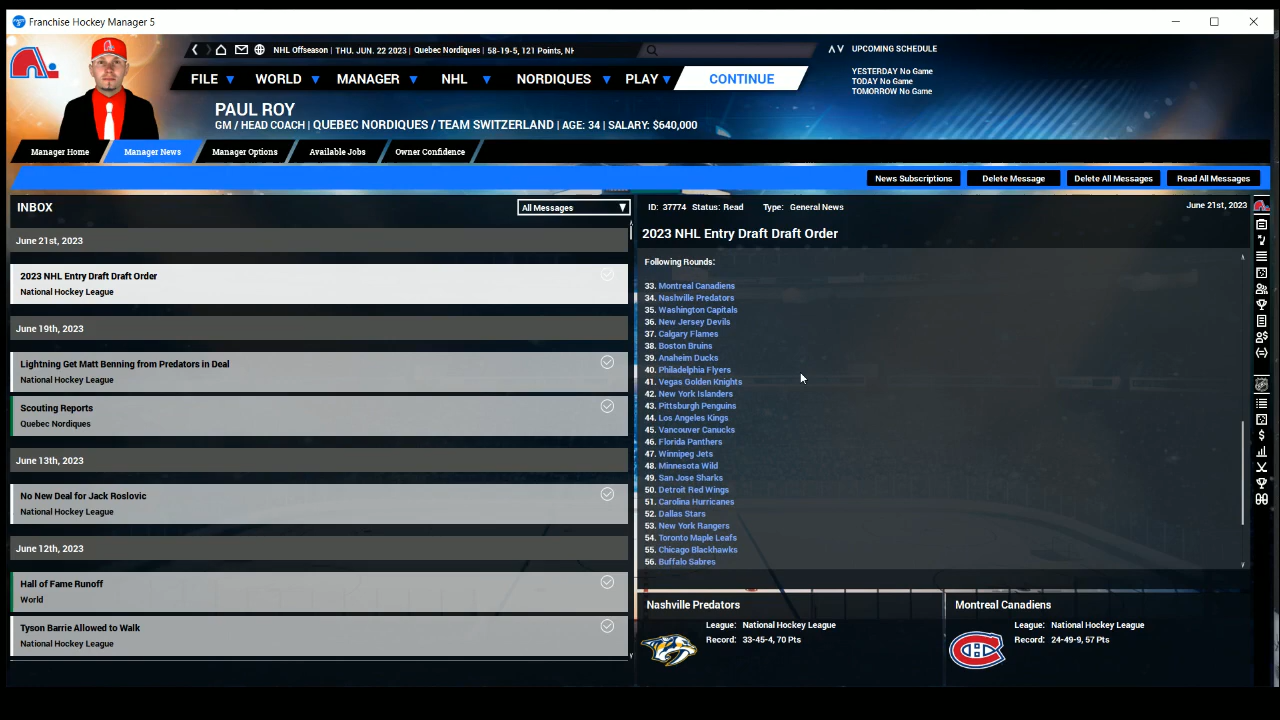 Franchise Hockey Manager 5
NHL Offseason | THU. JUN. 22 2023 | Quebec Nordiques | 58-19-5, 121 Points, NH
UPCOMING SCHEDULE
YESTERDAY No Game
TODAY No Game
TOMORROW No Game
FILE
WORLD
MANAGER
NHL
NORDIQUES
PLAY
CONTINUE
PAUL ROY
GM / HEAD COACH | QUEBEC NORDIQUES / TEAM SWITZERLAND | AGE: 34 | SALARY: $640,000
Manager Home
Manager News
Manager Options
Available Jobs
Owner Confidence
News Subscriptions
Delete Message
Delete All Messages
Read All Messages
INBOX
All Messages
June 21st, 2023
2023 NHL Entry Draft Draft Order
National Hockey League
June 19th, 2023
Lightning Get Matt Benning from Predators in Deal
National Hockey League
Scouting Reports
Quebec Nordiques
June 13th, 2023
No New Deal for Jack Roslovic
National Hockey League
June 12th, 2023
Hall of Fame Runoff
World
Tyson Barrie Allowed to Walk
National Hockey League
ID: 37774 Status: Read Type: General News
June 21st, 2023
2023 NHL Entry Draft Draft Order
Following Rounds:
33. Montreal Canadiens
34. Nashville Predators
35. Washington Capitals
36. New Jersey Devils
37. Calgary Flames
38. Boston Bruins
39. Anaheim Ducks
40. Philadelphia Flyers
41. Vegas Golden Knights
42. New York Islanders
43. Pittsburgh Penguins
44. Los Angeles Kings
45. Vancouver Canucks
46. Florida Panthers
47. Winnipeg Jets
48. Minnesota Wild
49. San Jose Sharks
50. Detroit Red Wings
51. Carolina Hurricanes
52. Dallas Stars
53. New York Rangers
54. Toronto Maple Leafs
55. Chicago Blackhawks
56. Buffalo Sabres
Nashville Predators
League: National Hockey League
Record: 33-45-4, 70 Pts
Montreal Canadiens
League: National Hockey League
Record: 24-49-9, 57 Pts